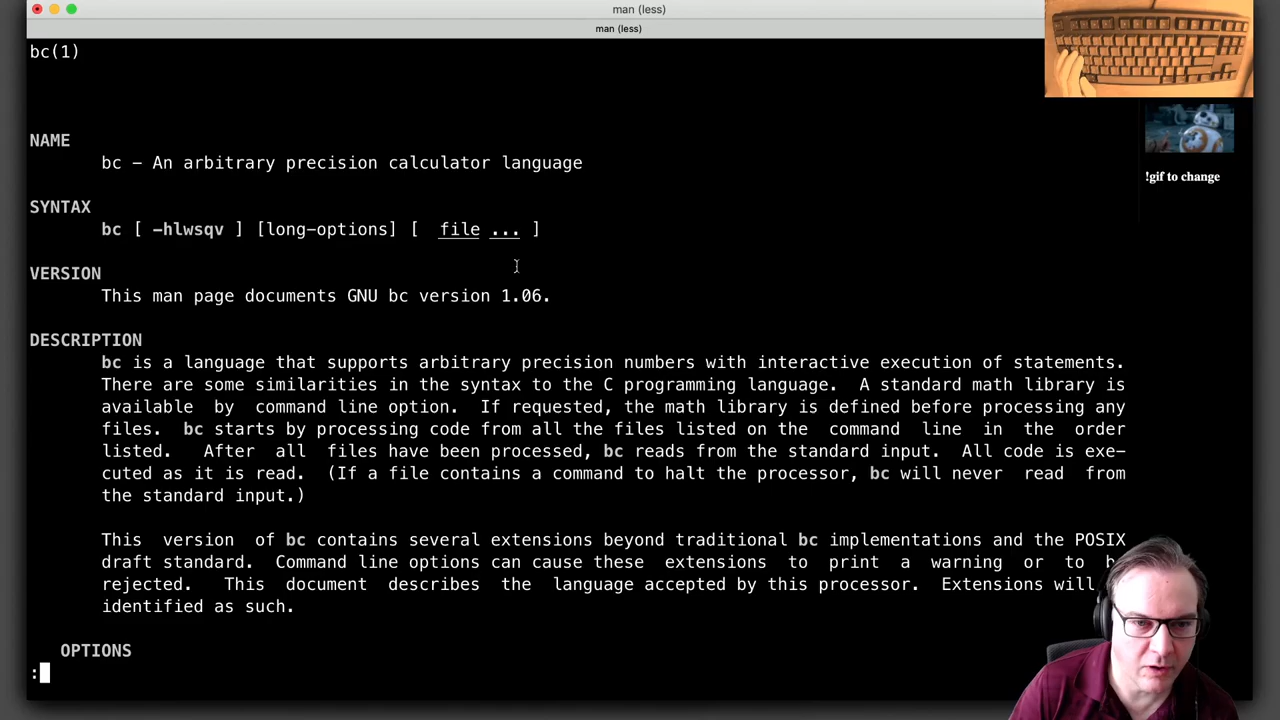 man (less)
man (less)
bc(1)
!gif to change
NAME
bc – An arbitrary precision calculator language
SYNTAX
bc [ -hlwsqv ] [long-options] [  file ... ]
VERSION
This man page documents GNU bc version 1.06.
DESCRIPTION
bc is a language that supports arbitrary precision numbers with interactive execution of statements.
There are some similarities in the syntax to the C programming language.  A standard math library is
available  by  command line option.  If requested, the math library is defined before processing any
files.  bc starts by processing code from all the files listed on  the  command  line  in  the  order
listed.   After  all  files have been processed, bc reads from the standard input.  All code is exe-
cuted as it is read.  (If a file contains a command to halt the processor, bc will never  read  from
the standard input.)
This  version  of bc contains several extensions beyond traditional bc implementations and the POSIX
draft standard.  Command line options can cause these  extensions  to  print  a  warning  or  to
rejected.  This  document  describes  the  language accepted by this processor.  Extensions will
identified as such.
OPTIONS
: